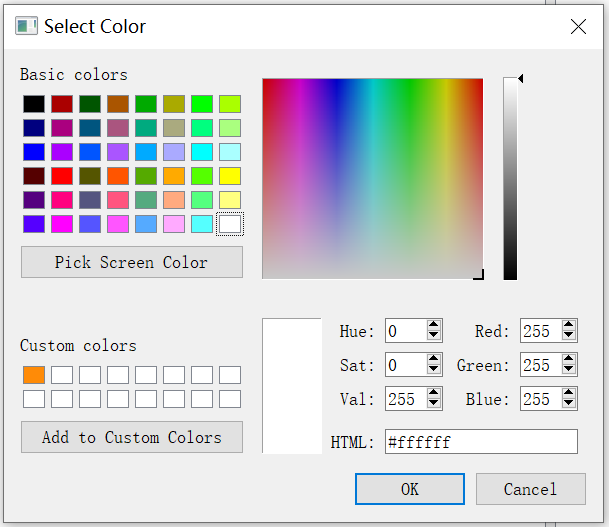 Select Color
Basic colors
Pick Screen Color
Custom colors
Add to Custom Colors
Hue: 0 Red: 255
Sat: 0 Green: 255
Val: 255 Blue: 255
HTML: #ffffff
OK Cancel